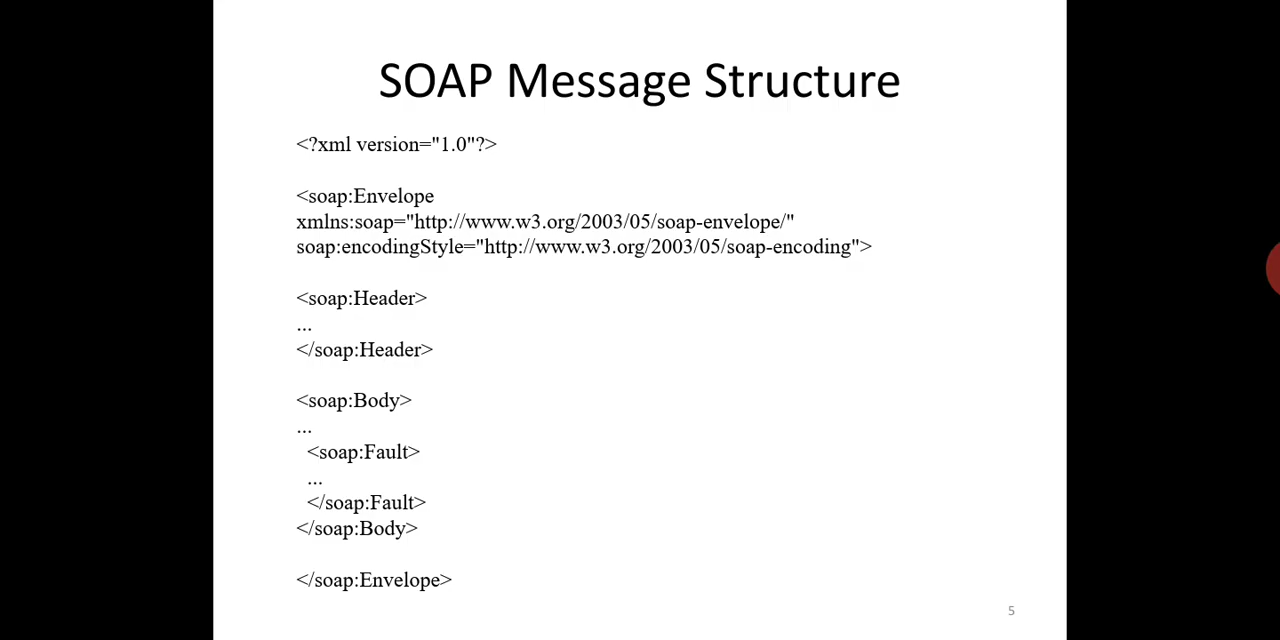 SOAP Message Structure
<?xml version="1.0"?>
<soap:Envelope
xmlns:soap="http://www.w3.org/2003/05/soap-envelope/"
soap:encodingStyle="http://www.w3.org/2003/05/soap-encoding">
<soap:Header>
...
</soap:Header>
<soap:Body>
...
<soap:Fault>
...
</soap:Fault>
</soap:Body>
</soap:Envelope>
5